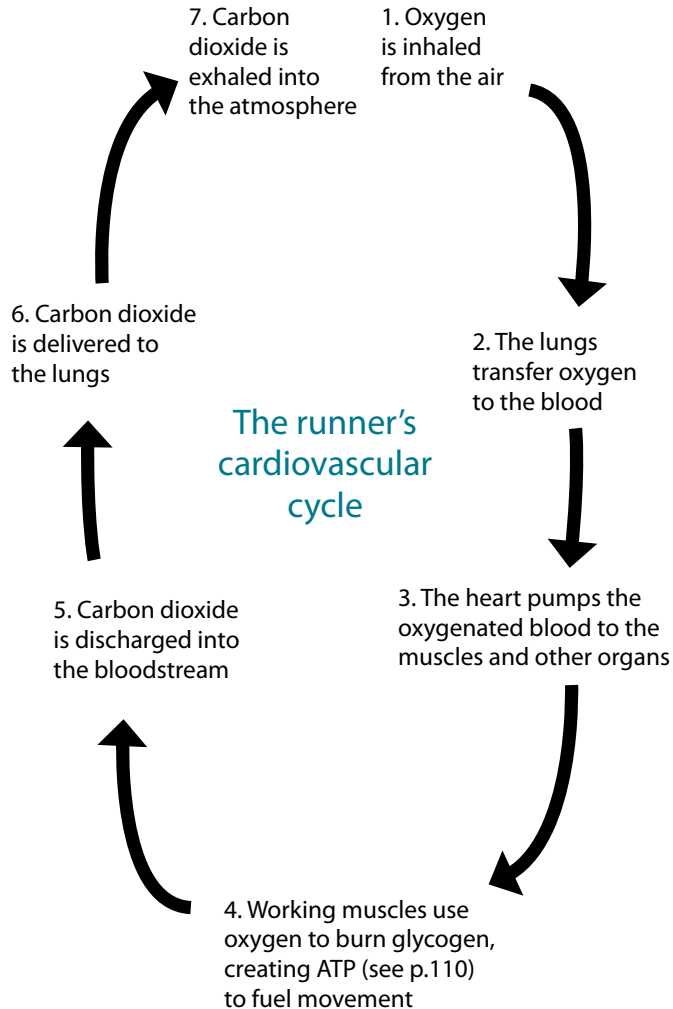 1. Oxygen
is inhaled
from the air
2. The lungs
transfer oxygen
to the blood
3. The heart pumps the
oxygenated blood to the
muscles and other organs
4. Working muscles use
oxygen to burn glycogen,
creating ATP (see p.110)
to fuel movement
5. Carbon dioxide
is discharged into
the bloodstream
6. Carbon dioxide
is delivered to
the lungs
7. Carbon
dioxide is
exhaled into
the atmosphere
The runner’s
cardiovascular
cycle